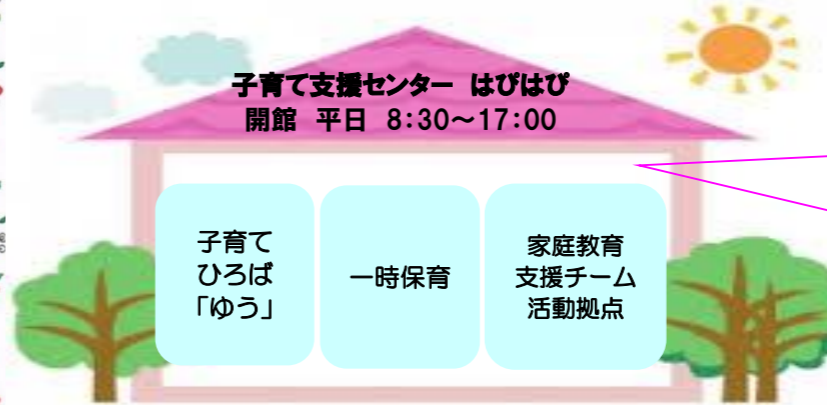 子育て支援センター はぴはぴ
開館 平日 8:30～17:00
子育て
ひろば
「ゆう」
一時保育
家庭教育
支援チーム
活動拠点